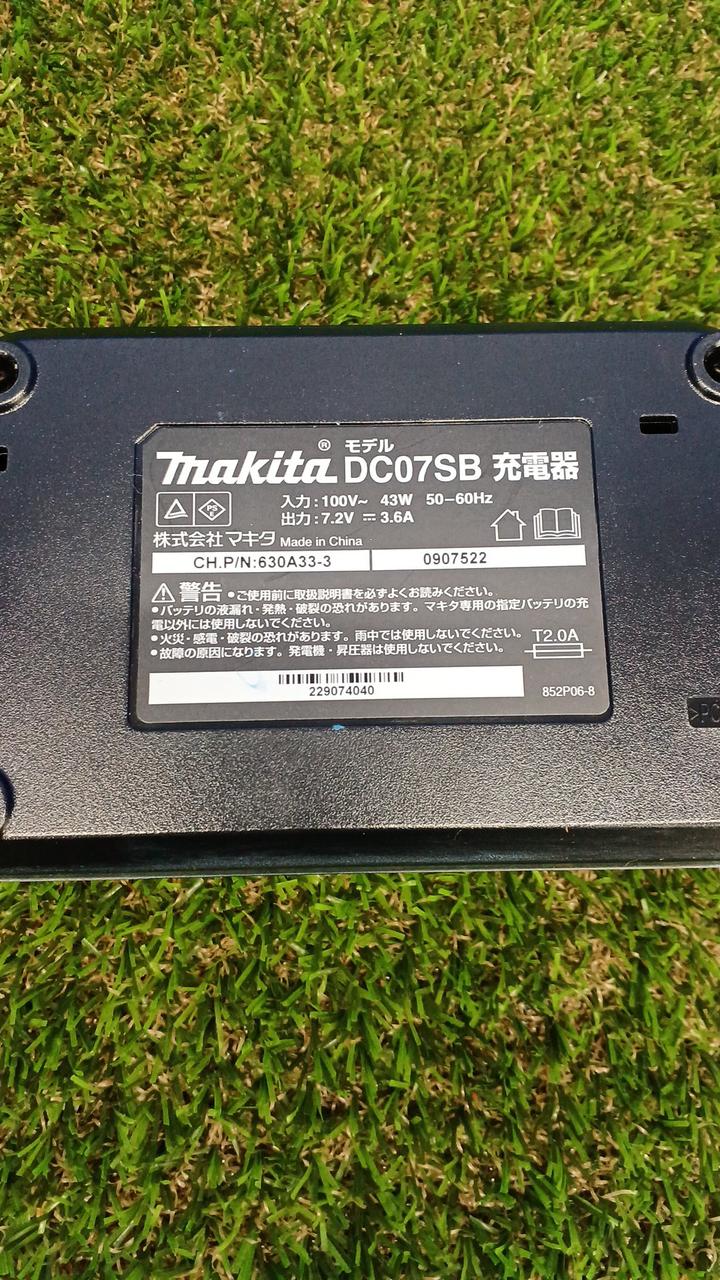 makita® モデル DC07SB 充電器
PS E
入力:100V~ 43W 50-60Hz
出力:7.2V ⎓ 3.6A
株式会社マキタ Made in China
CH.P/N:630A33-3 0907522
⚠警告 •ご使用前に取扱説明書を必ずよくお読みください。
•バッテリの液漏れ・発熱・破裂の恐れがあります。マキタ専用の指定バッテリの充
電以外には使用しないでください。
•火災・感電・破裂の恐れがあります。雨中では使用しないでください。
•故障の原因になります。発電機・昇圧器は使用しないでください。
T2.0A
229074040
852P06-8